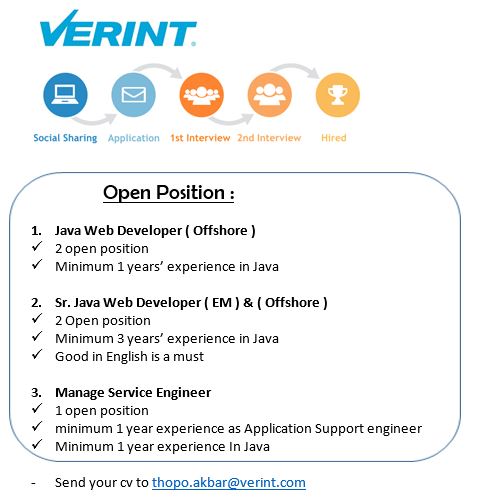 VERINT.
Social Sharing Application 1st Interview 2nd Interview Hired
Open Position :
1. Java Web Developer ( Offshore )
✓ 2 open position
✓ Minimum 1 years’ experience in Java
2. Sr. Java Web Developer ( EM ) & ( Offshore )
✓ 2 Open position
✓ Minimum 3 years’ experience in Java
✓ Good in English is a must
3. Manage Service Engineer
✓ 1 open position
✓ minimum 1 year experience as Application Support engineer
✓ Minimum 1 year experience In Java
- Send your cv to thopo.akbar@verint.com